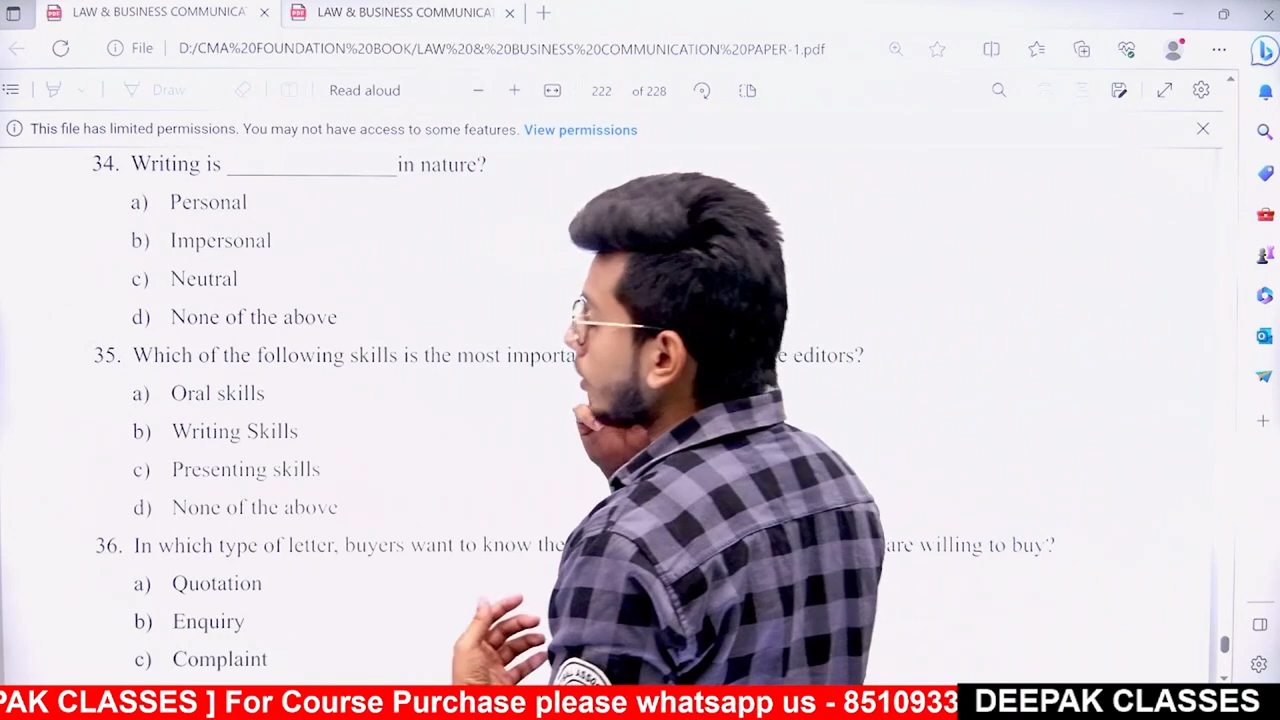 LAW & BUSINESS COMMUNICAT
LAW & BUSINESS COMMUNICAT
File D:/CMA%20FOUNDATION%20BOOK/LAW%20&%20BUSINESS%20COMMUNICATION%20PAPER-1.pdf
Draw Read aloud 222 of 228
This file has limited permissions. You may not have access to some features. View permissions
34. Writing is ____________ in nature?
a) Personal
b) Impersonal
c) Neutral
d) None of the above
35. Which of the following skills is the most editors?
a) Oral skills
b) Writing Skills
c) Presenting skills
d) None of the above
36. In which type of letter, buyers want to know the are willing to buy?
a) Quotation
b) Enquiry
c) Complaint
PAK CLASSES ] For Course Purchase please whatsapp us - 8510933
DEEPAK CLASSES